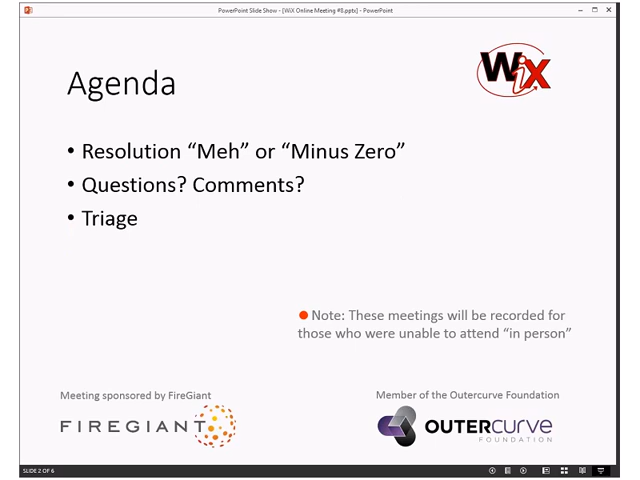 PowerPoint Slide Show - [WiX Online Meeting #8.pptx] - PowerPoint
Agenda
WiX
• Resolution “Meh” or “Minus Zero”
• Questions? Comments?
• Triage
Note: These meetings will be recorded for
those who were unable to attend “in person”
Meeting sponsored by FireGiant
FIREGIANT
Member of the Outercurve Foundation
OUTERCURVE
FOUNDATION
SLIDE 2 OF 6